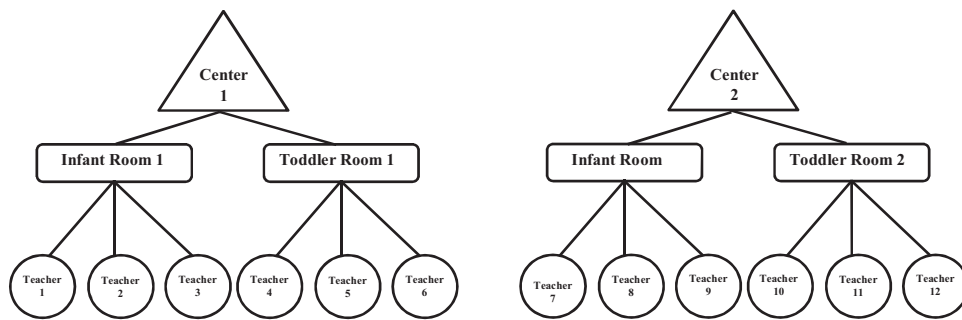 Center
1
Center
2
Infant Room 1
Toddler Room 1
Infant Room
Toddler Room 2
Teacher
1
Teacher
2
Teacher
3
Teacher
4
Teacher
5
Teacher
6
Teacher
7
Teacher
8
Teacher
9
Teacher
10
Teacher
11
Teacher
12